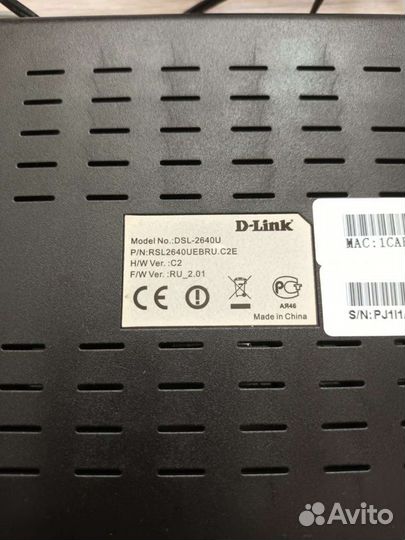 D-Link
Model No.:DSL-2640U
P/N:RSL2640UEBRU.C2E
H/W Ver. :C2
F/W Ver. :RU_2.01
CE
АЯ46
Made in China
MAC:1CAF
S/N:PJ1I1
Avito